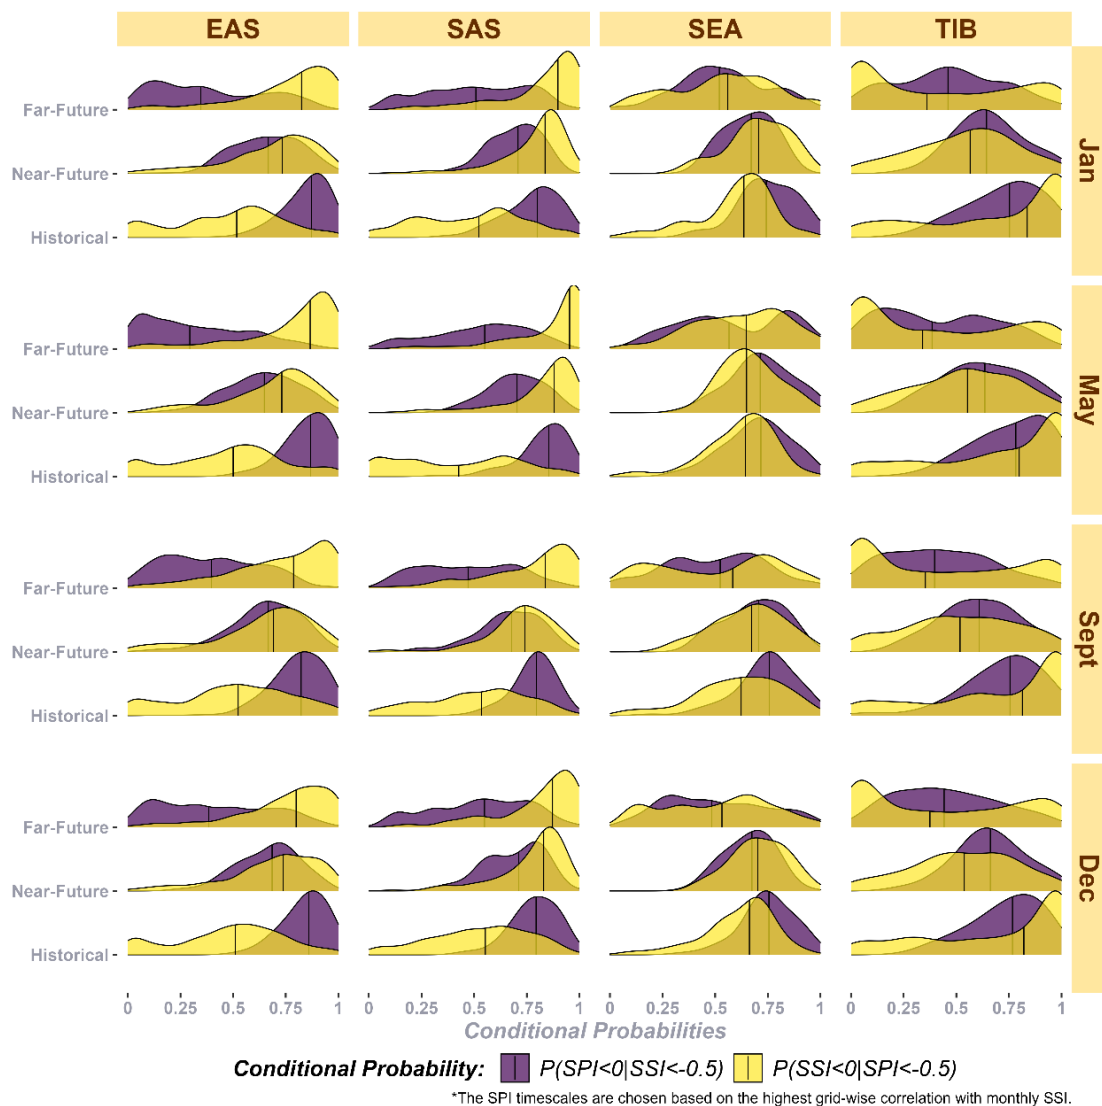 EAS SAS SEA TIB
Far-Future
Near-Future
Historical
Jan
Far-Future
Near-Future
Historical
May
Far-Future
Near-Future
Historical
Sept
Far-Future
Near-Future
Historical
Dec
0 0.25 0.5 0.75 1 0 0.25 0.5 0.75 1 0 0.25 0.5 0.75 1 0 0.25 0.5 0.75 1
Conditional Probabilities
Conditional Probability: P(SPI<0|SSI<-0.5) P(SSI<0|SPI<-0.5)
*The SPI timescales are chosen based on the highest grid-wise correlation with monthly SSI.